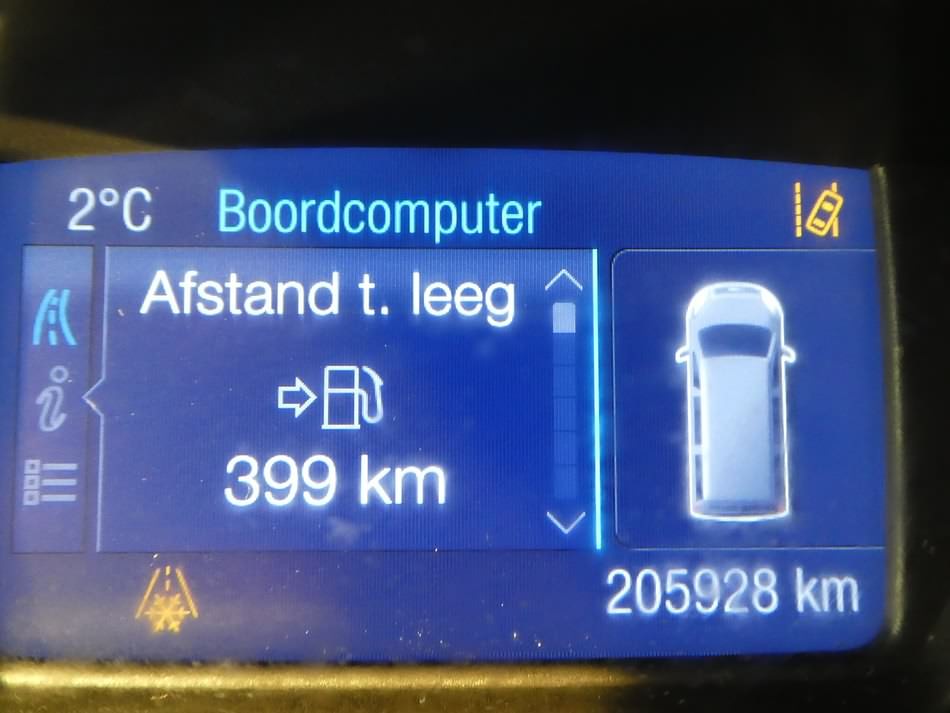 2°C Boordcomputer
Afstand t. leeg
399 km
205928 km